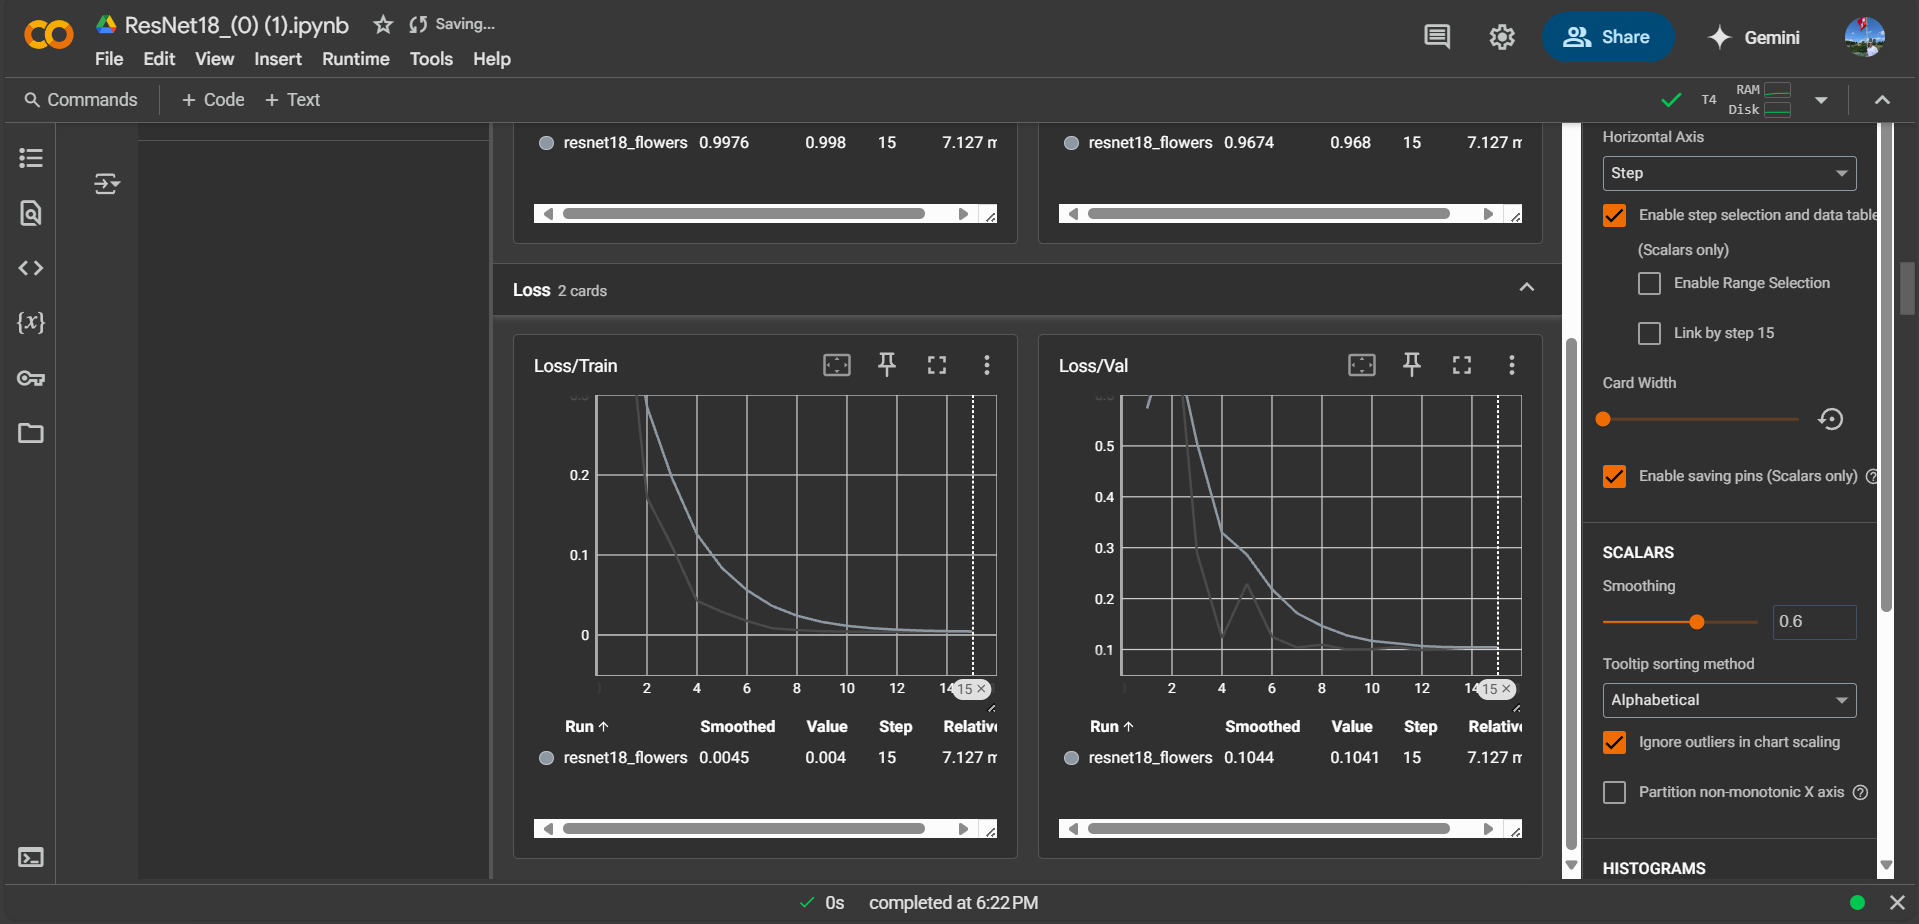 ResNet18_(0) (1).ipynb Saving...
File Edit View Insert Runtime Tools Help
Share
Gemini
Commands + Code + Text
T4
RAM
Disk
resnet18_flowers 0.9976 0.998 15 7.127 m
resnet18_flowers 0.9674 0.968 15 7.127 m
Loss 2 cards
Loss/Train
0.2
0.1
0
2 4 6 8 10 12 14 15 ×
Run ↑ Smoothed Value Step Relative
resnet18_flowers 0.0045 0.004 15 7.127 m
Loss/Val
0.5
0.4
0.3
0.2
0.1
2 4 6 8 10 12 14 15 ×
Run ↑ Smoothed Value Step Relative
resnet18_flowers 0.1044 0.1041 15 7.127 m
Horizontal Axis
Step
Enable step selection and data table
(Scalars only)
Enable Range Selection
Link by step 15
Card Width
Enable saving pins (Scalars only)
SCALARS
Smoothing
0.6
Tooltip sorting method
Alphabetical
Ignore outliers in chart scaling
Partition non-monotonic X axis
HISTOGRAMS
0s completed at 6:22 PM